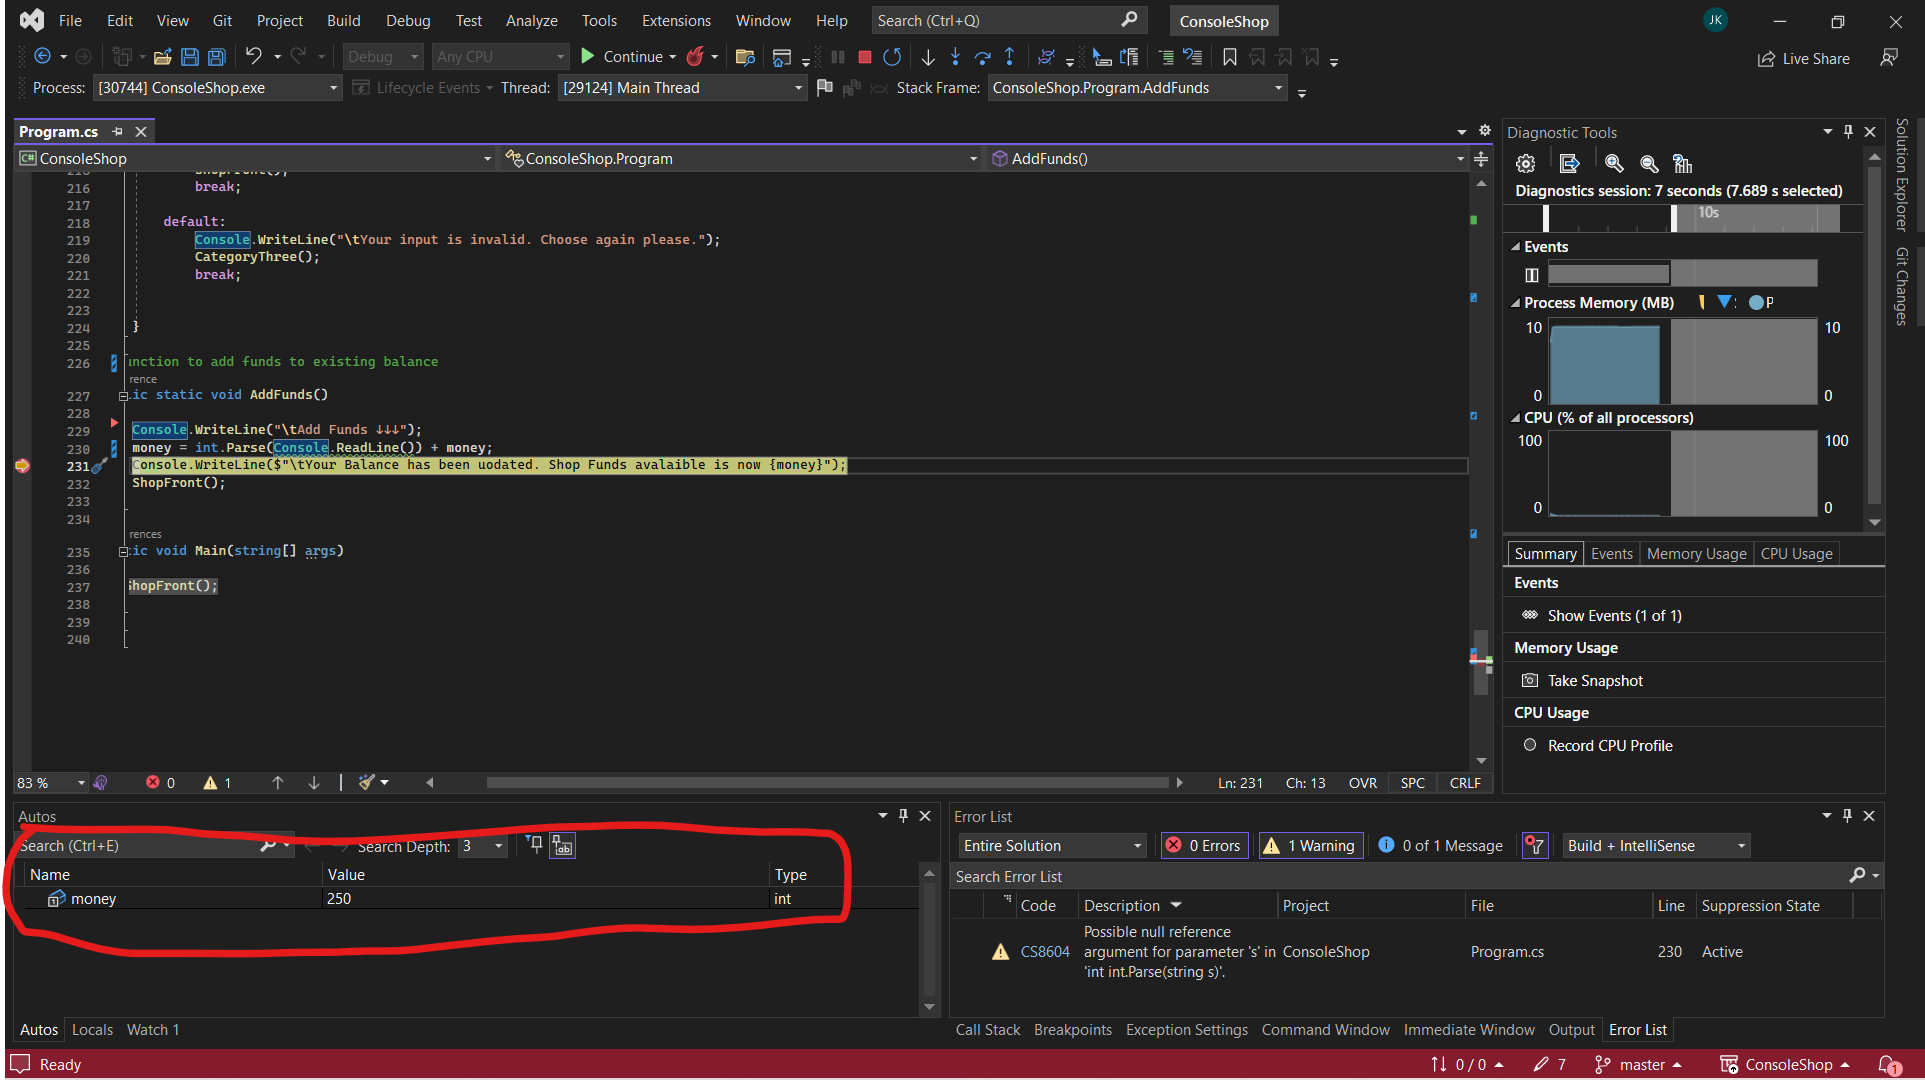 File Edit View Git Project Build Debug Test Analyze Tools Extensions Window Help Search (Ctrl+Q) ConsoleShop JK
Debug Any CPU Continue Live Share
Process: [30744] ConsoleShop.exe Lifecycle Events Thread: [29124] Main Thread Stack Frame: ConsoleShop.Program.AddFunds
Program.cs
C# ConsoleShop ConsoleShop.Program AddFunds()
216 break;
217
218 default:
219 Console.WriteLine("\tYour input is invalid. Choose again please.");
220 CategoryThree();
221 break;
222
223
224 }
225
226 nction to add funds to existing balance
rence
227 ic static void AddFunds()
228
229 Console.WriteLine("\tAdd Funds ↓↓↓");
230 money = int.Parse(Console.ReadLine()) + money;
231 Console.WriteLine($"\tYour Balance has been uodated. Shop Funds avalaible is now {money}");
232 ShopFront();
233
234
rences
235 ic void Main(string[] args)
236
237 ShopFront();
238
239
240
83 % 0 1 Ln: 231 Ch: 13 OVR SPC CRLF
Diagnostic Tools
Diagnostics session: 7 seconds (7.689 s selected)
10s
Events
Process Memory (MB) P
10 10
0 0
CPU (% of all processors)
100 100
0 0
Summary Events Memory Usage CPU Usage
Events
Show Events (1 of 1)
Memory Usage
Take Snapshot
CPU Usage
Record CPU Profile
Solution Explorer
Git Changes
Autos
Search (Ctrl+E) Search Depth: 3
Name Value Type
money 250 int
Autos Locals Watch 1
Error List
Entire Solution 0 Errors 1 Warning 0 of 1 Message Build + IntelliSense
Search Error List
Code Description Project File Line Suppression State
CS8604 Possible null reference argument for parameter 's' in 'int int.Parse(string s)'. ConsoleShop Program.cs 230 Active
Call Stack Breakpoints Exception Settings Command Window Immediate Window Output Error List
Ready 0 / 0 7 master ConsoleShop 1